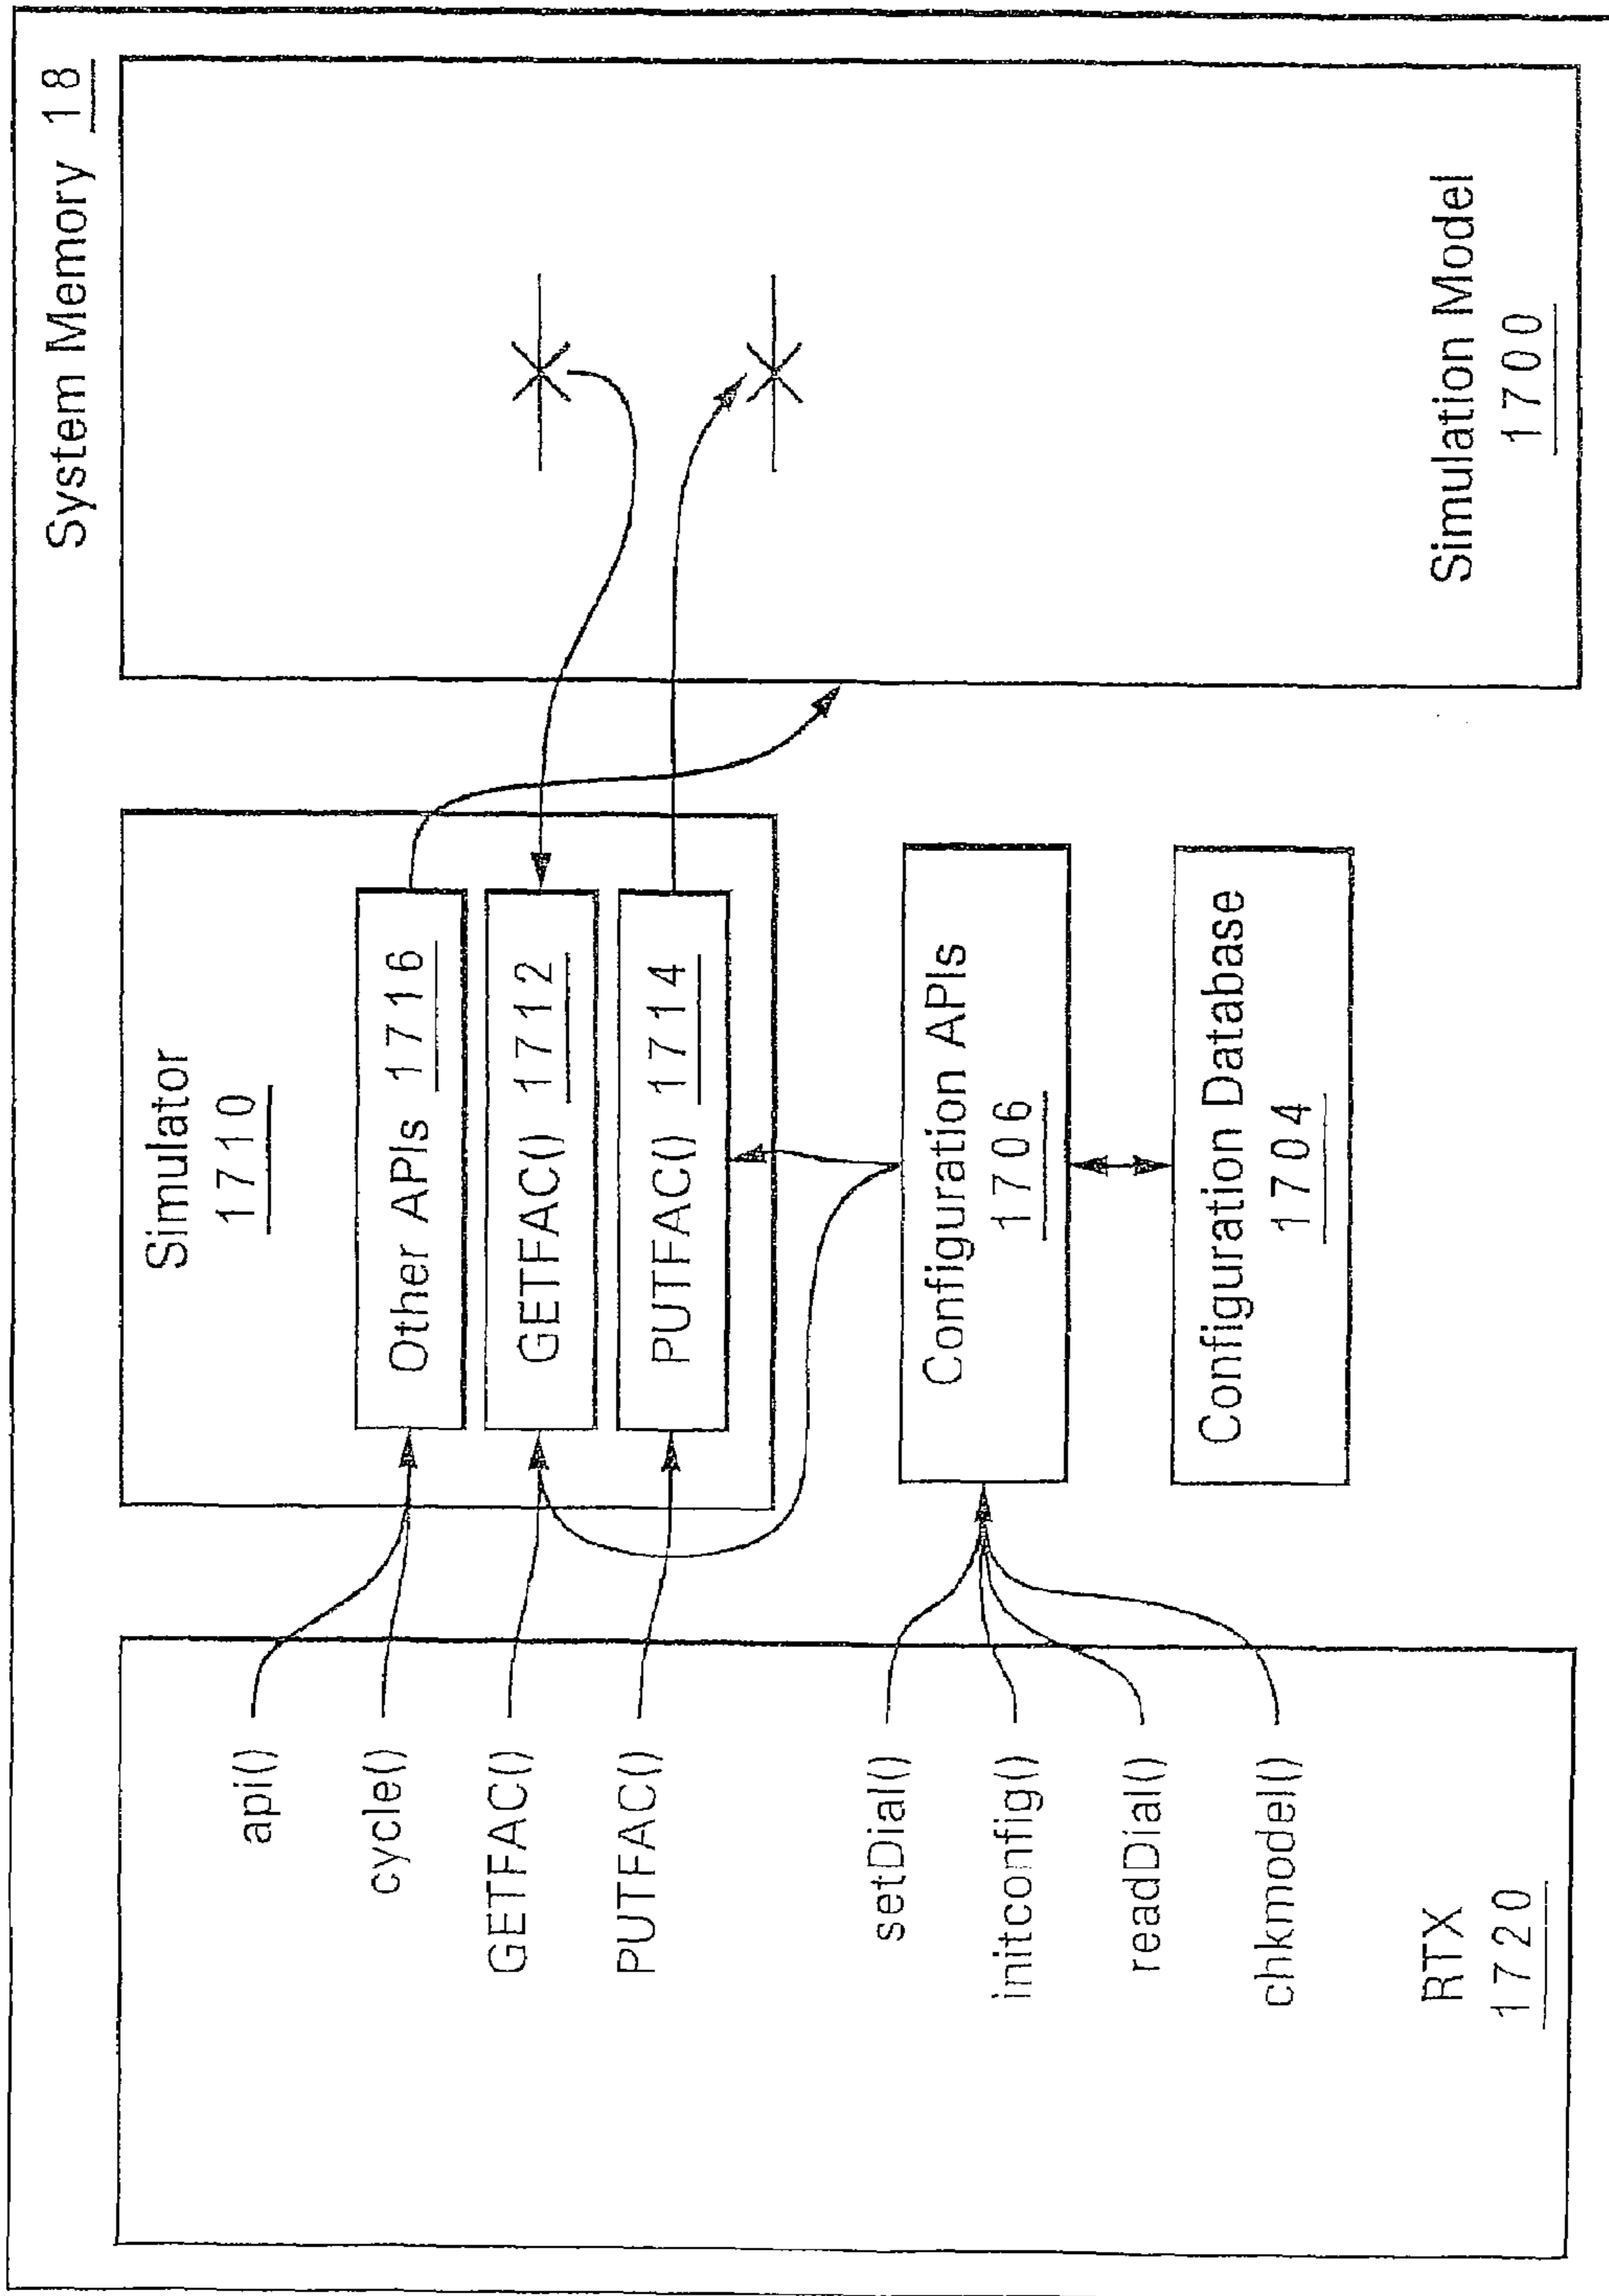 System Memory 18
RTX
1720
api()
cycle()
GETFAC()
PUTFAC()
setDial()
initconfig()
readDial()
chkmodel()
Simulator
1710
Other APIs 1716
GETFAC() 1712
PUTFAC() 1714
Configuration APIs
1706
Configuration Database
1704
Simulation Model
1700